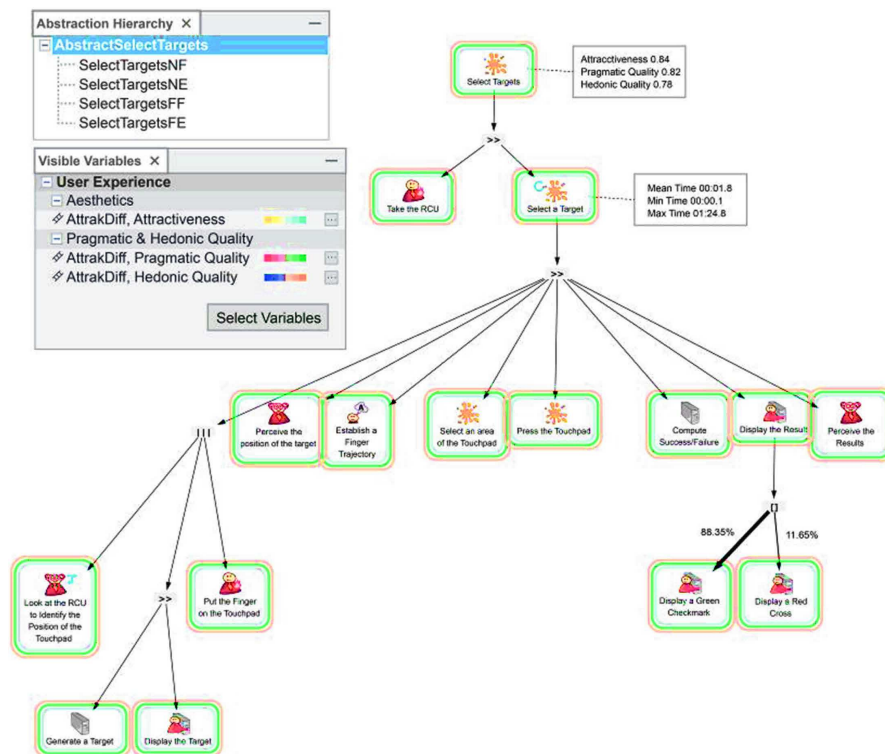 Abstraction Hierarchy ×
AbstractSelectTargets
SelectTargetsNF
SelectTargetsNE
SelectTargetsFF
SelectTargetsFE
Visible Variables ×
User Experience
Aesthetics
AttrakDiff, Attractiveness
Pragmatic & Hedonic Quality
AttrakDiff, Pragmatic Quality
AttrakDiff, Hedonic Quality
Select Variables
Select Targets
Attracctiveness 0.84
Pragmatic Quality 0.82
Hedonic Quality 0.78
>>
Take the RCU
Select a Target
Mean Time 00:01.8
Min Time 00:00.1
Max Time 01:24.8
>>
|||
Perceive the
position of the target
Establish a
Finger
Trajectory
Select an area
of the Touchpad
Press the Touchpad
Compute
Success/Failure
Display the Result
Perceive the
Results
[]
88.35%
11.65%
Display a Green
Checkmark
Display a Red
Cross
Look at the RCU
to Identify the
Position of the
Touchpad
>>
Put the Finger
on the Touchpad
Generate a Target
Display the Target